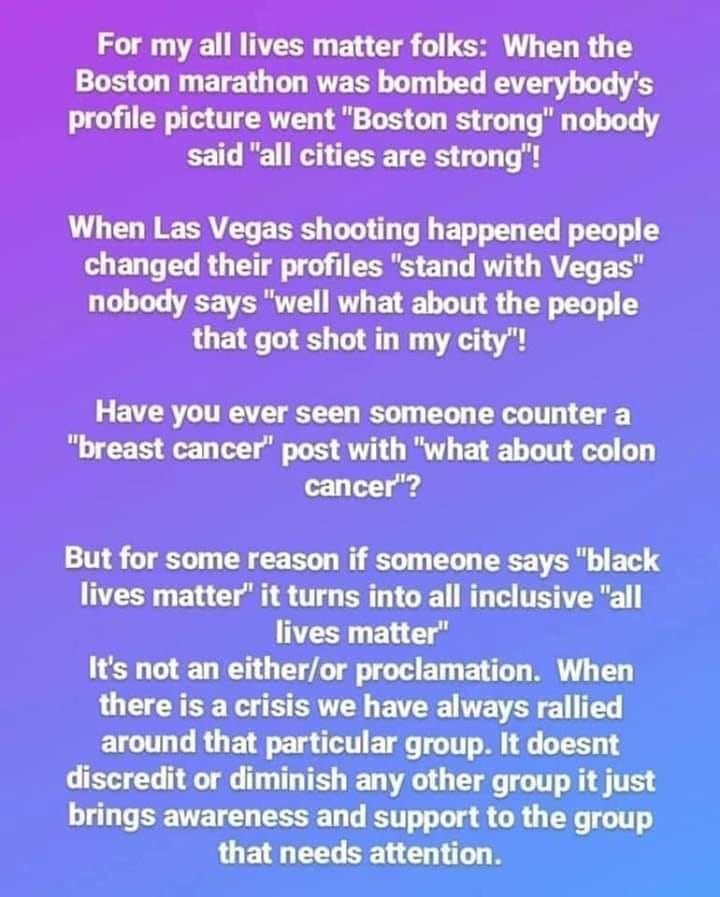 For my all lives matter folks:  When the
Boston marathon was bombed everybody's
profile picture went "Boston strong" nobody
said "all cities are strong"!
When Las Vegas shooting happened people
changed their profiles "stand with Vegas"
nobody says "well what about the people
that got shot in my city"!
Have you ever seen someone counter a
"breast cancer" post with "what about colon
cancer"?
But for some reason if someone says "black
lives matter" it turns into all inclusive "all
lives matter"
It's not an either/or proclamation.  When
there is a crisis we have always rallied
around that particular group. It doesnt
discredit or diminish any other group it just
brings awareness and support to the group
that needs attention.